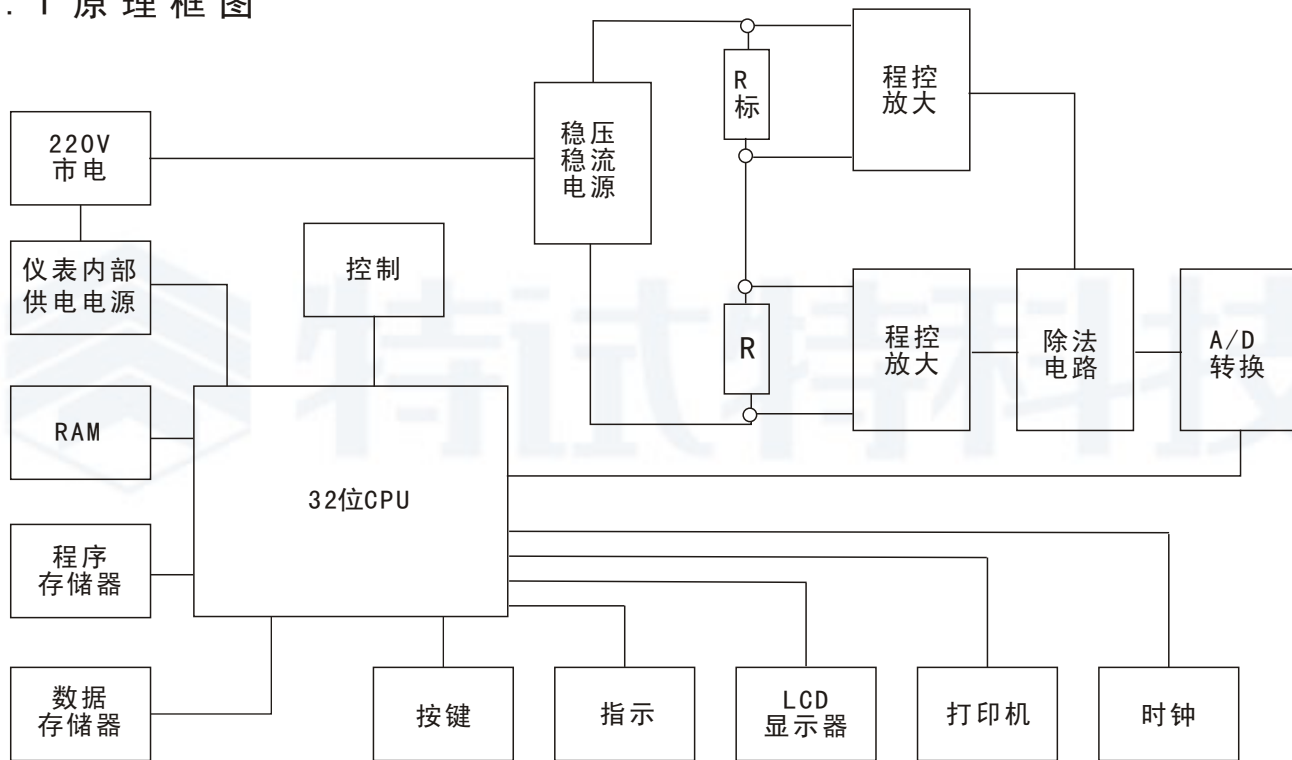 .1原理框图
R
标
程控
放大
稳压
稳流
电源
220V
市电
控制
仪表内部
供电电源
R
程控
放大
除法
电路
A/D
转换
特试特科技
RAM
32位CPU
程序
存储器
数据
存储器
按键
指示
LCD
显示器
打印机
时钟